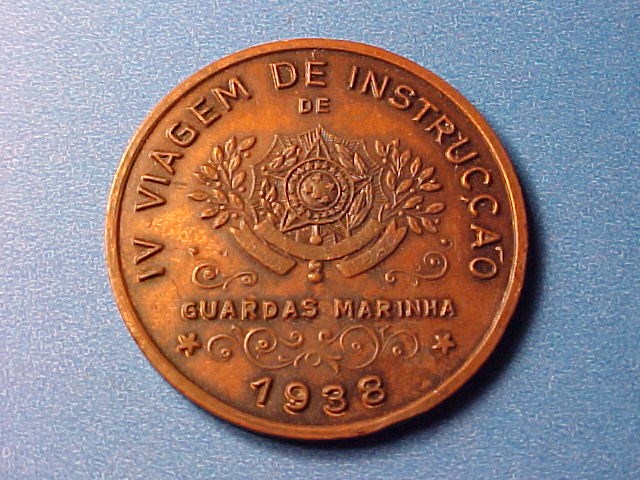 IV VIAGEM DE INSTRUCÇÃO
DE
GUARDAS MARINHA
1938